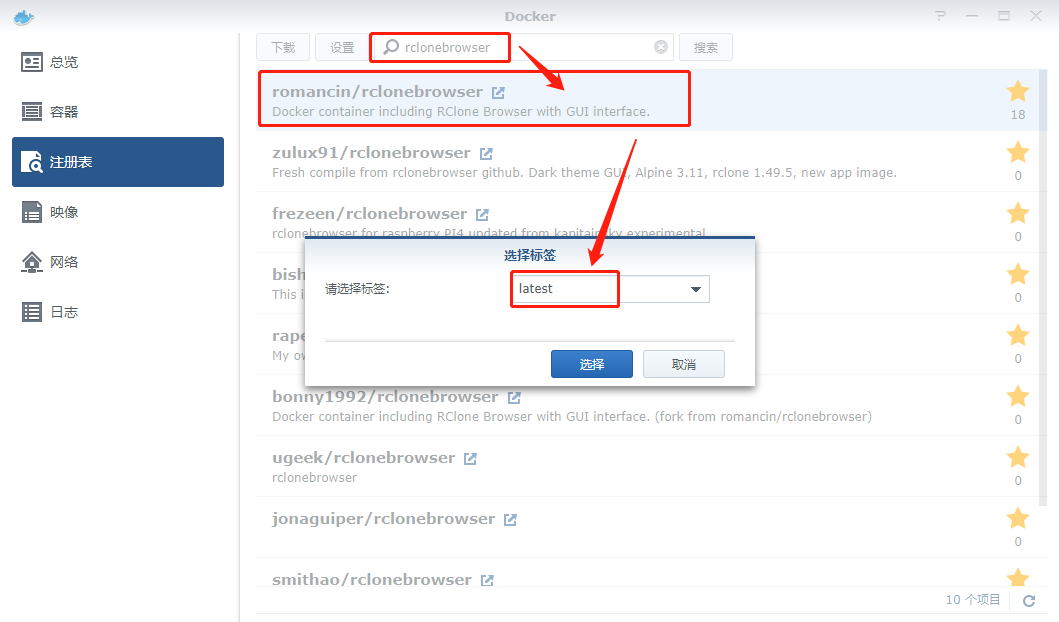 Docker
总览
容器
注册表
映像
网络
日志
下载 设置 rclonebrowser 搜索
romancin/rclonebrowser
Docker container including RClone Browser with GUI interface.
18
zulux91/rclonebrowser
Fresh compile from rclonebrowser github. Dark theme GUI, Alpine 3.11, rclone 1.49.5, new app image.
0
frezeen/rclonebrowser
rclonebrowser for raspberry PI4 updated from kapitainsky experimental
0
bish
This i
0
rape
My ow
0
选择标签
请选择标签: latest
选择 取消
bonny1992/rclonebrowser
Docker container including RClone Browser with GUI interface. (fork from romancin/rclonebrowser)
0
ugeek/rclonebrowser
rclonebrowser
0
jonaguiper/rclonebrowser
0
smithao/rclonebrowser
10 个项目